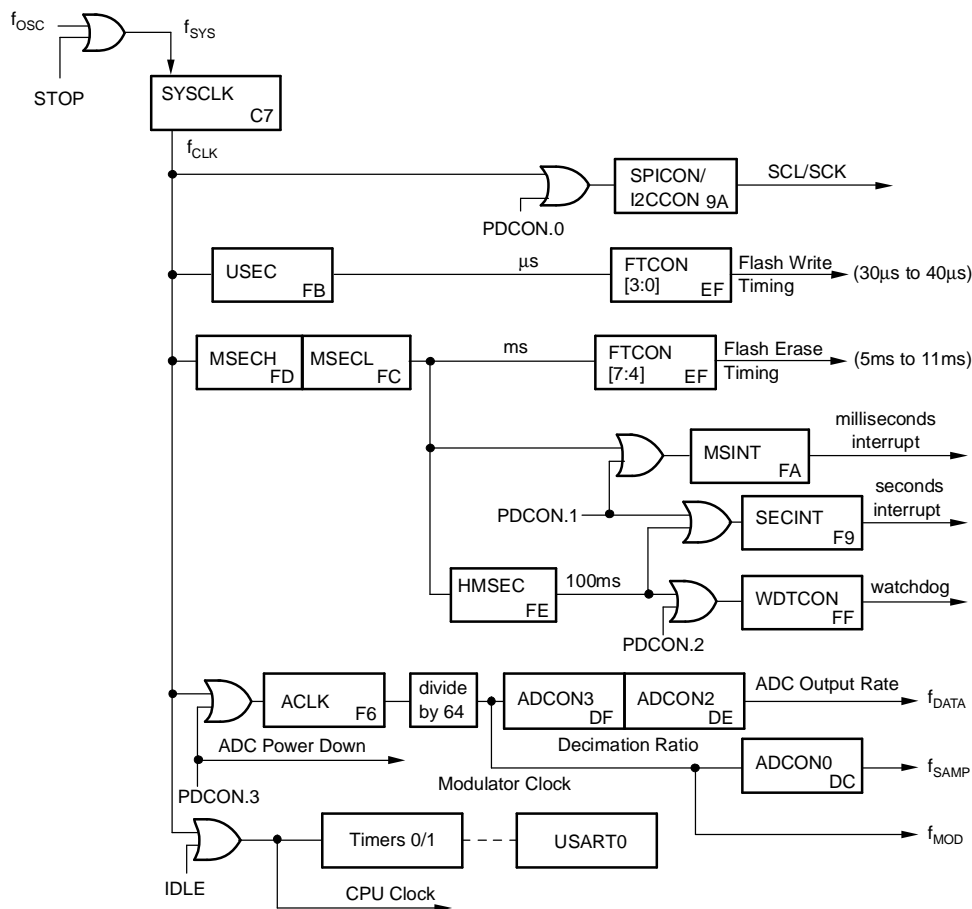 fOSC
fSYS
STOP
SYSCLK
C7
fCLK
SPICON/
I2CCON 9A
SCL/SCK
PDCON.0
USEC
FB
μs
FTCON
[3:0]
EF
Flash Write
Timing
(30μs to 40μs)
MSECH
FD
MSECL
FC
ms
FTCON
[7:4]
EF
Flash Erase
Timing
(5ms to 11ms)
MSINT
FA
milliseconds
interrupt
PDCON.1
SECINT
F9
seconds
interrupt
HMSEC
FE
100ms
PDCON.2
WDTCON
FF
watchdog
ACLK
F6
divide
by 64
ADCON3
DF
ADCON2
DE
ADC Output Rate
fDATA
ADC Power Down
Decimation Ratio
PDCON.3
Modulator Clock
ADCON0
DC
fSAMP
fMOD
Timers 0/1
USART0
IDLE
CPU Clock